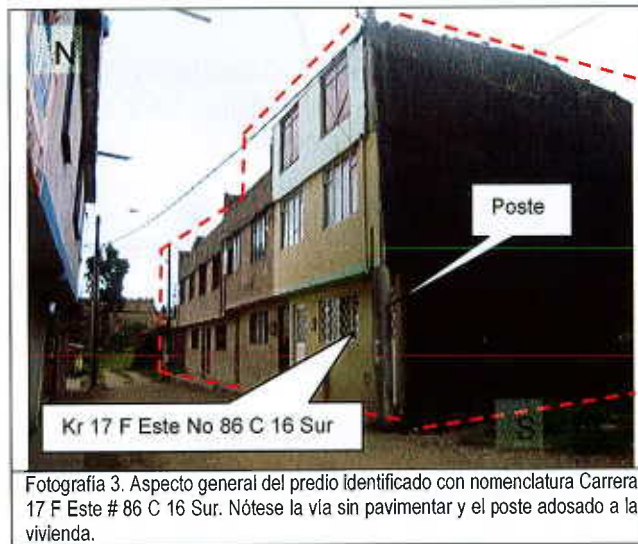 N
Poste
Kr 17 F Este No 86 C 16 Sur
S
Fotografía 3. Aspecto general del predio identificado con nomenclatura Carrera
17 F Este # 86 C 16 Sur. Nótese la vía sin pavimentar y el poste adosado a la
vivienda.